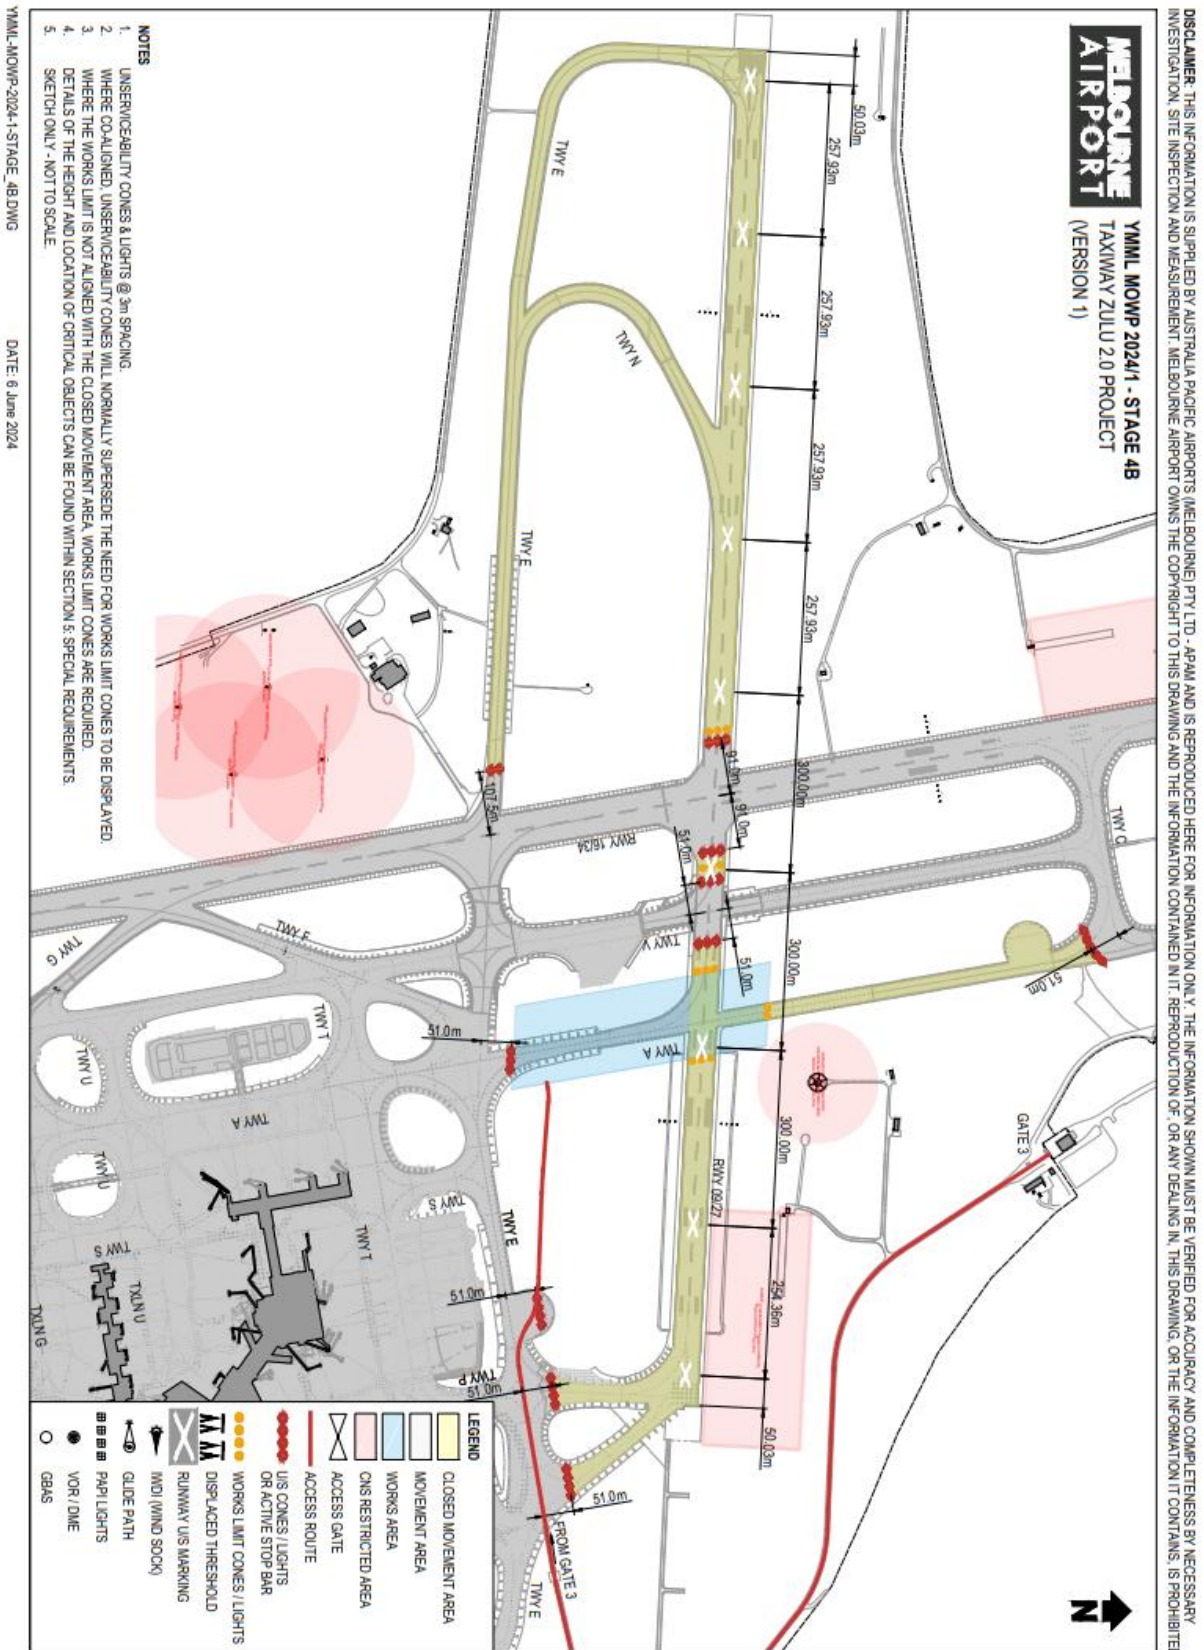 DISCLAIMER: THIS INFORMATION IS SUPPLIED BY AUSTRALIA PACIFIC AIRPORTS (MELBOURNE) PTY LTD - APAM AND IS REPRODUCED HERE FOR INFORMATION ONLY. THE INFORMATION SHOWN MUST BE VERIFIED FOR ACCURACY AND COMPLETENESS BY NECESSARY
INVESTIGATION, SITE INSPECTION AND MEASUREMENT. MELBOURNE AIRPORT OWNS THE COPYRIGHT TO THIS DRAWING AND THE INFORMATION CONTAINED IN IT. REPRODUCTION OF, OR ANY DEALING IN, THIS DRAWING, OR THE INFORMATION IT CONTAINS, IS PROHIBITE
MELBOURNE
AIRPORT
YMML MOWP 2024/1 - STAGE 4B
TAXIWAY ZULU 2.0 PROJECT
(VERSION 1)
N
50.03m
257.93m
257.93m
257.93m
257.93m
300.00m
300.00m
300.00m
254.36m
50.03m
91.0m
91.0m
51.0m
51.0m
51.0m
107.5m
51.0m
51.0m
51.0m
51.0m
TWY E
TWY N
TWY E
RWY 16/34
TWY C
TWY V
TWY F
TWY G
TWY A
RWY 09/27
GATE 3
TWY T
TWY U
TWY A
TWY U
TWY S
TWY S
TWY T
TWY E
TWY P
TXLN U
TXLN G
FROM GATE 3
TWY E
NOTES
1. UNSERVICEABILITY CONES & LIGHTS @ 3m SPACING.
2. WHERE CO-ALIGNED, UNSERVICEABILITY CONES WILL NORMALLY SUPERSEDE THE NEED FOR WORKS LIMIT CONES TO BE DISPLAYED.
3. WHERE THE WORKS LIMIT IS NOT ALIGNED WITH THE CLOSED MOVEMENT AREA, WORKS LIMIT CONES ARE REQUIRED.
4. DETAILS OF THE HEIGHT AND LOCATION OF CRITICAL OBJECTS CAN BE FOUND WITHIN SECTION 5: SPECIAL REQUIREMENTS.
5. SKETCH ONLY - NOT TO SCALE.
LEGEND
CLOSED MOVEMENT AREA
MOVEMENT AREA
WORKS AREA
CNS RESTRICTED AREA
ACCESS GATE
ACCESS ROUTE
U/S CONES / LIGHTS
OR ACTIVE STOP BAR
WORKS LIMIT CONES / LIGHTS
DISPLACED THRESHOLD
RUNWAY U/S MARKING
IWDI (WIND SOCK)
GLIDE PATH
PAPI LIGHTS
VOR / DME
GBAS
YMML-MOWP-2024-1-STAGE_4B.DWG
DATE: 6 June 2024